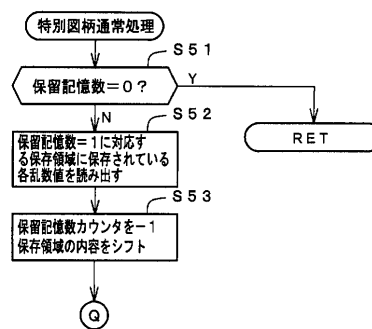 特別図柄通常処理
S51
保留記憶数=0?
Y
N
RET
S52
保留記憶数=1に対応す
る保存領域に保存されている
各乱数値を読み出す
S53
保留記憶数カウンタを-1
保存領域の内容をシフト
Q